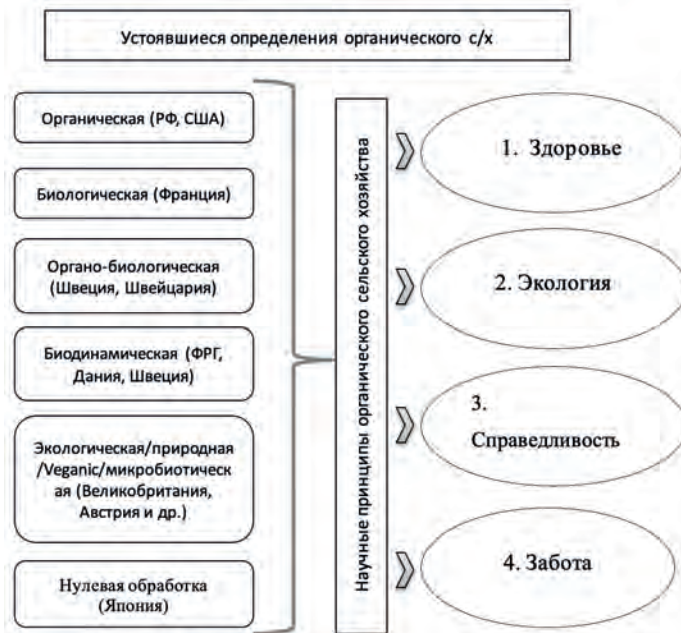 Устоявшиеся определения органического с/х
Органическая (РФ, США)
Биологическая (Франция)
Органо-биологическая
(Швеция, Швейцария)
Биодинамическая (ФРГ,
Дания, Швеция)
Экологическая/природная
/Veganic/микробиотическ
ая (Великобритания,
Австрия и др.)
Нулевая обработка
(Япония)
Научные принципы органического сельского хозяйства
1. Здоровье
2. Экология
3.
Справедливость
4. Забота